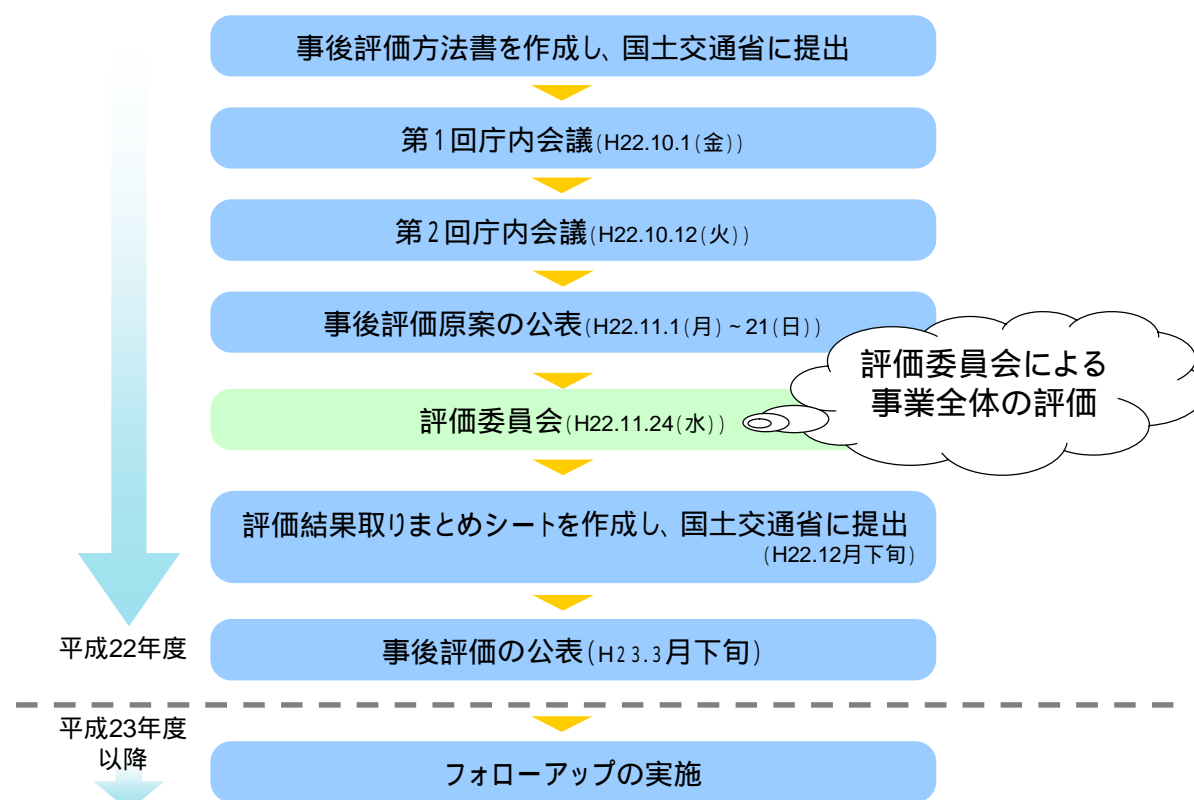 事後評価方法書を作成し、国土交通省に提出
第1回庁内会議(H22.10.1(金))
第2回庁内会議(H22.10.12(火))
事後評価原案の公表(H22.11.1(月)~21(日))
評価委員会による
事業全体の評価
評価委員会(H22.11.24(水))
評価結果取りまとめシートを作成し、国土交通省に提出
(H22.12月下旬)
平成22年度
事後評価の公表(H23.3月下旬)
平成23年度
以降
フォローアップの実施